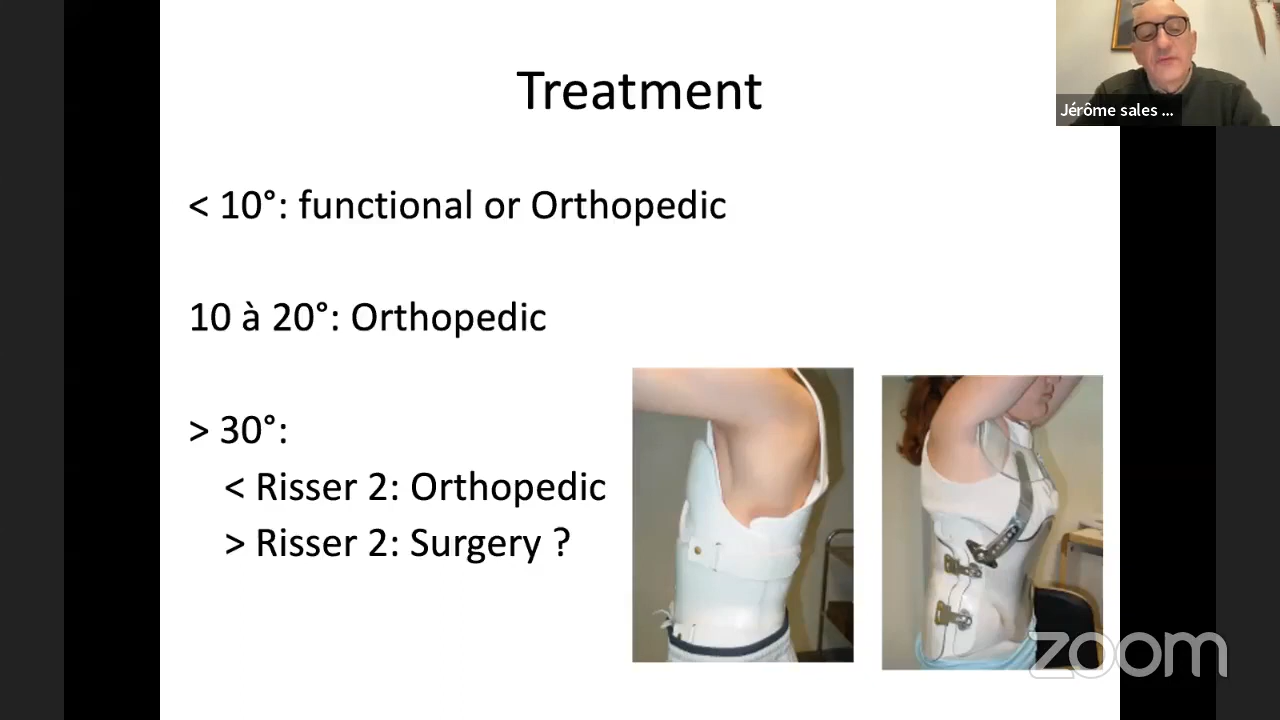 Treatment
Jérôme sales ...
< 10°: functional or Orthopedic
10 à 20°: Orthopedic
> 30°:
< Risser 2: Orthopedic
> Risser 2: Surgery ?
zoom